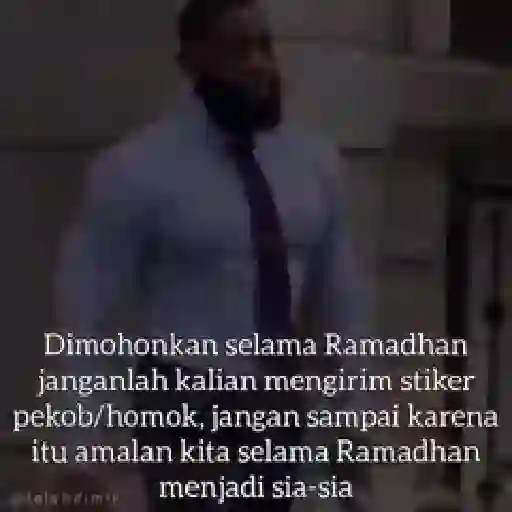 Dimohonkan selama Ramadhan
janganlah kalian mengirim stiker
pekob/homok, jangan sampai karena
itu amalan kita selama Ramadhan
menjadi sia-sia